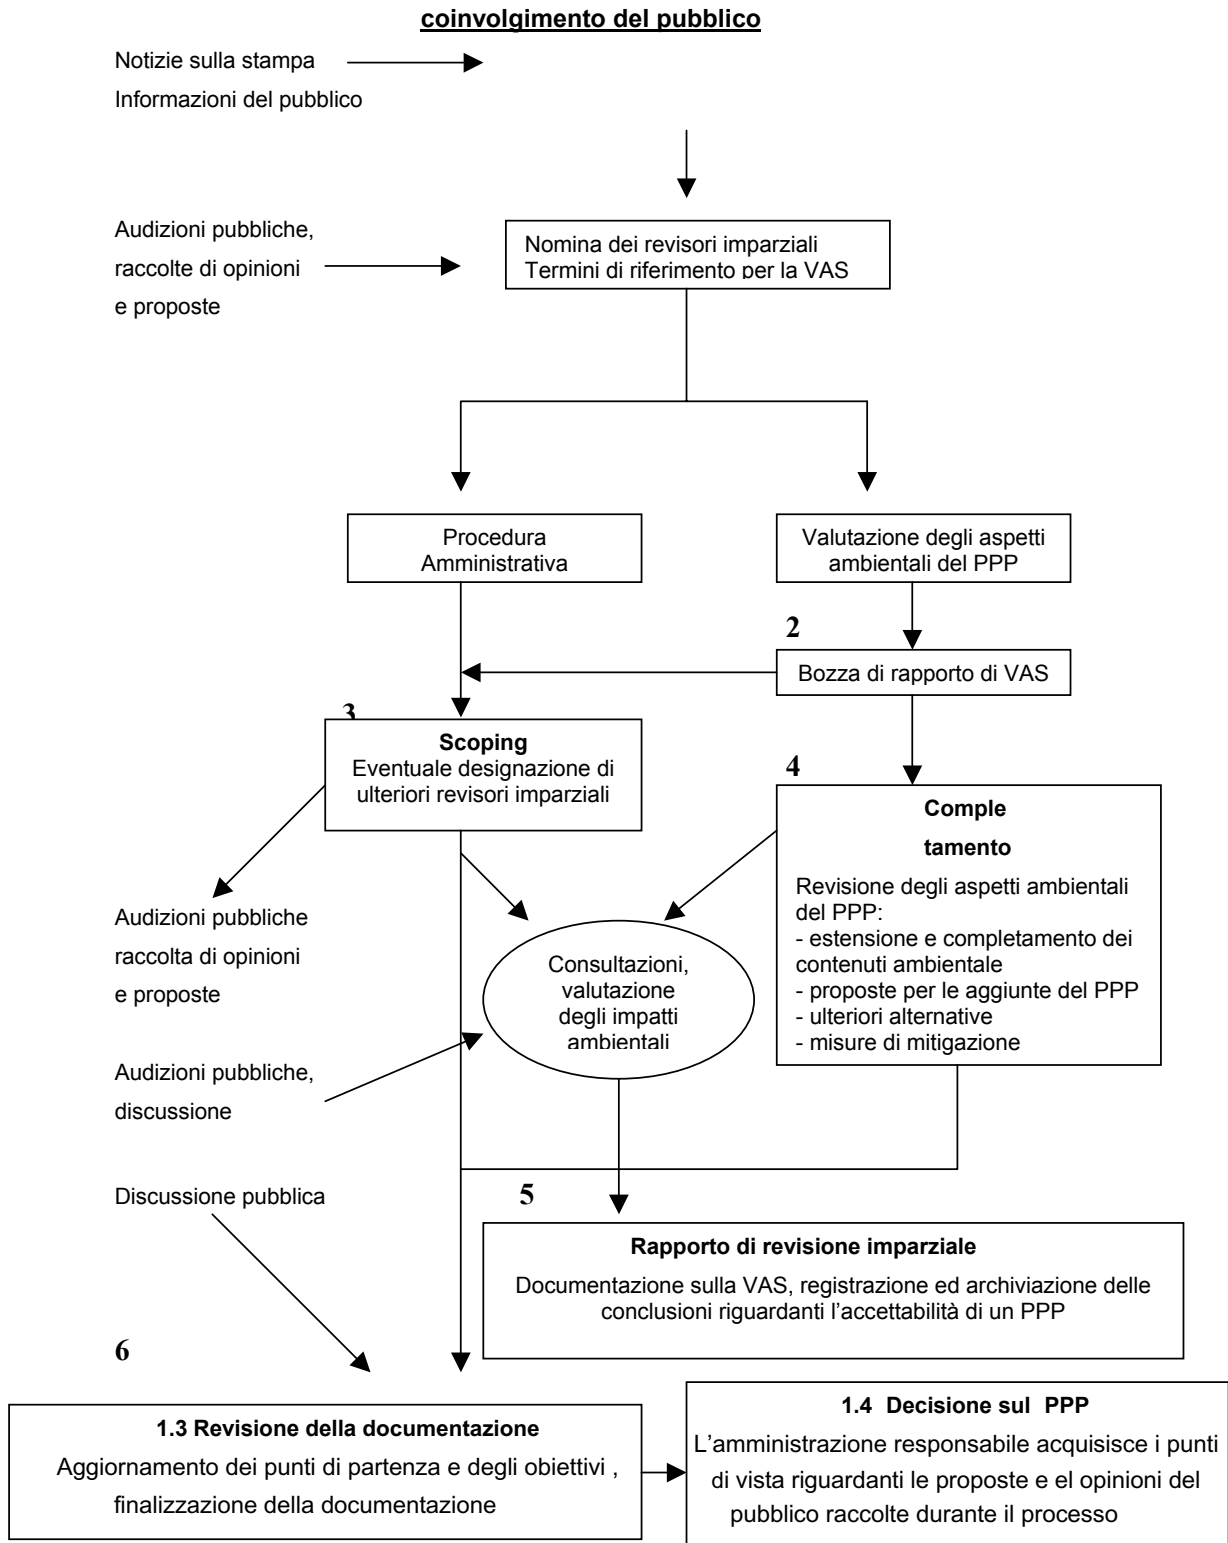 coinvolgimento del pubblico
Notizie sulla stampa
Informazioni del pubblico
Audizioni pubbliche,
raccolte di opinioni
e proposte
Nomina dei revisori imparziali
Termini di riferimento per la VAS
Procedura
Amministrativa
Valutazione degli aspetti
ambientali del PPP
2
Bozza di rapporto di VAS
3
Scoping
Eventuale designazione di
ulteriori revisori imparziali
4
Comple
tamento
Revisione degli aspetti ambientali
del PPP:
- estensione e completamento dei
contenuti ambientale
- proposte per le aggiunte del PPP
- ulteriori alternative
- misure di mitigazione
Audizioni pubbliche
raccolta di opinioni
e proposte
Consultazioni,
valutazione
degli impatti
ambientali
Audizioni pubbliche,
discussione
Discussione pubblica
5
Rapporto di revisione imparziale
Documentazione sulla VAS, registrazione ed archiviazione delle
conclusioni riguardanti l'accettabilità di un PPP
6
1.3 Revisione della documentazione
Aggiornamento dei punti di partenza e degli obiettivi ,
finalizzazione della documentazione
1.4 Decisione sul PPP
L'amministrazione responsabile acquisisce i punti
di vista riguardanti le proposte e el opinioni del
pubblico raccolte durante il processo